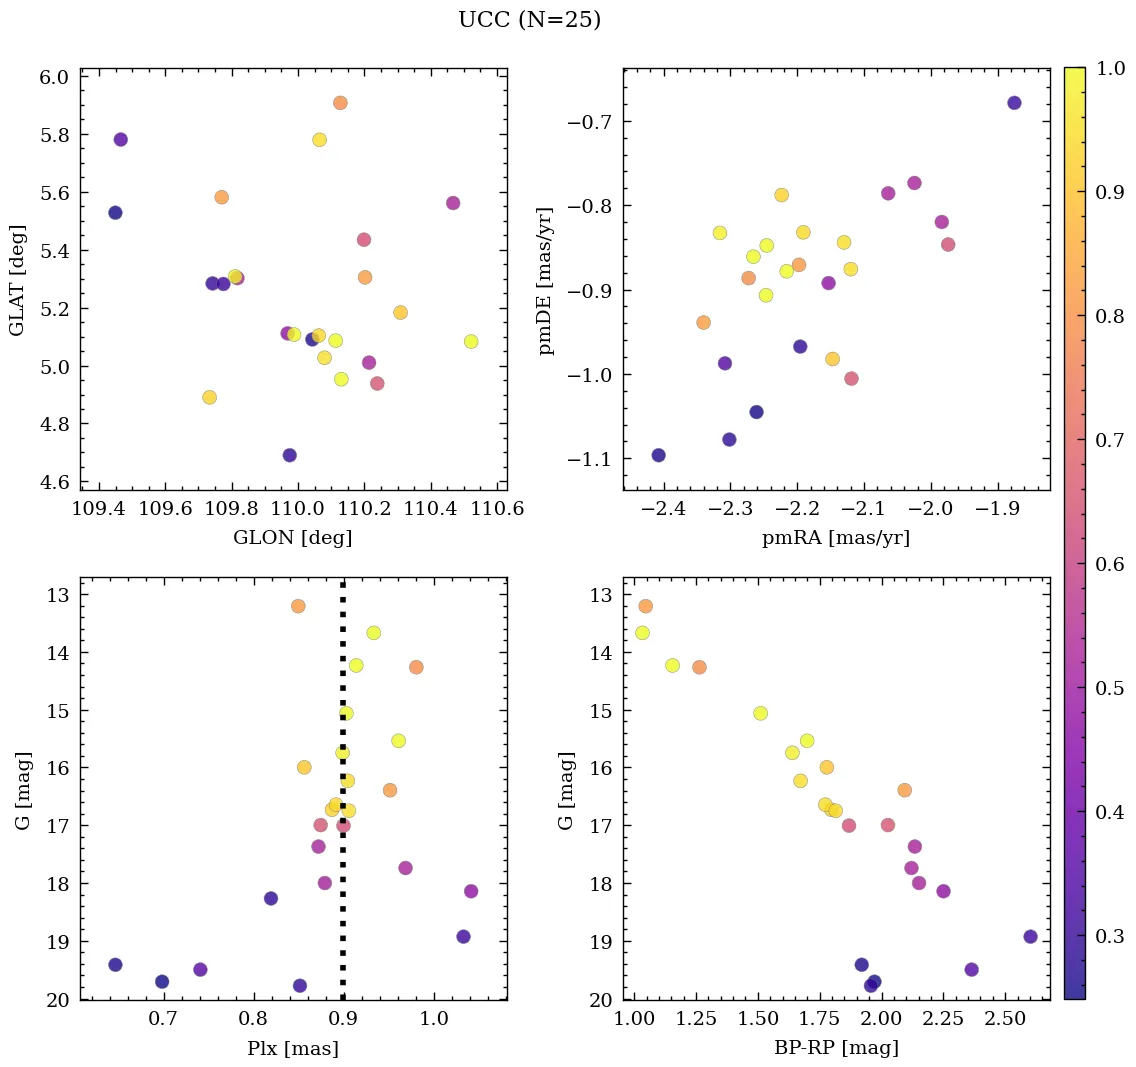 UCC (N=25)
6.0
5.8
5.6
5.4
5.2
5.0
4.8
4.6
GLAT [deg]
109.4 109.6 109.8 110.0 110.2 110.4 110.6
GLON [deg]
−0.7
−0.8
−0.9
−1.0
−1.1
pmDE [mas/yr]
−2.4 −2.3 −2.2 −2.1 −2.0 −1.9
pmRA [mas/yr]
1.0
0.9
0.8
0.7
0.6
0.5
0.4
0.3
13
14
15
16
17
18
19
20
G [mag]
0.7 0.8 0.9 1.0
Plx [mas]
13
14
15
16
17
18
19
20
G [mag]
1.00 1.25 1.50 1.75 2.00 2.25 2.50
BP-RP [mag]